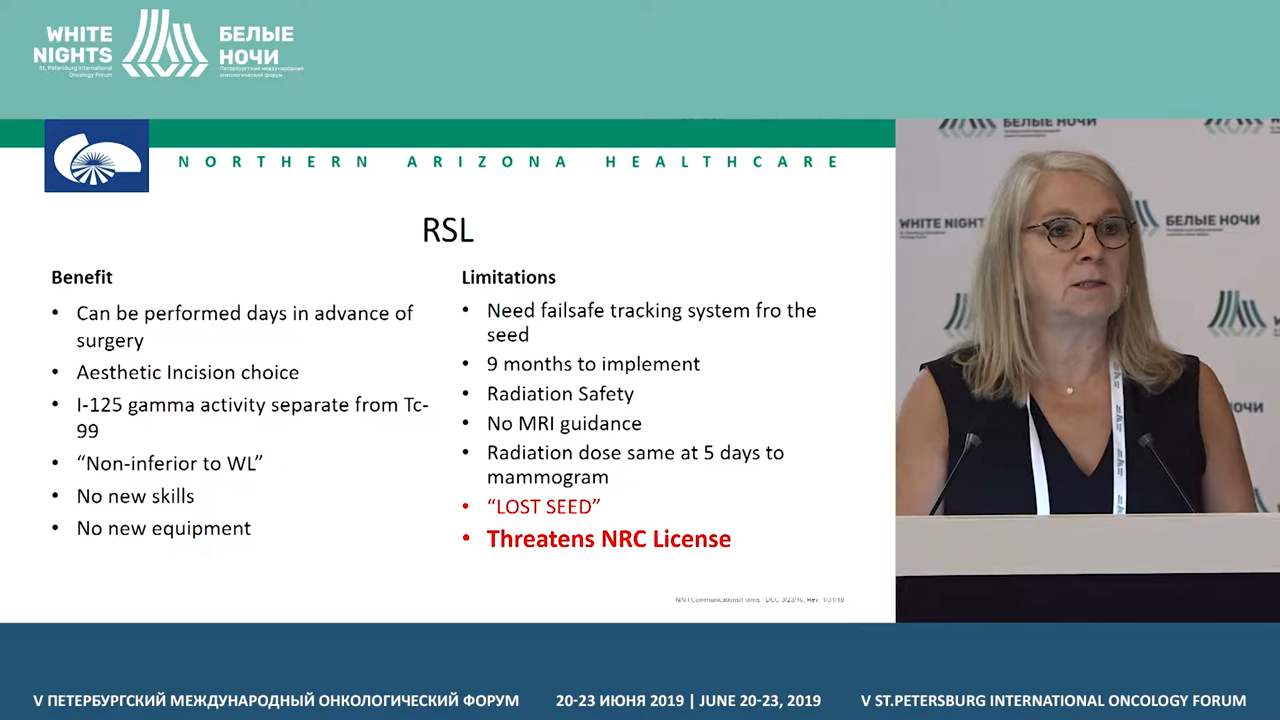 WHITE
NIGHTS
St. Petersburg International
Oncology Forum
БЕЛЫЕ
НОЧИ
Петербургский международный
онкологический форум
NORTHERN ARIZONA HEALTHCARE
RSL
Benefit
• Can be performed days in advance of
surgery
• Aesthetic Incision choice
• I-125 gamma activity separate from Tc-
99
• “Non-inferior to WL”
• No new skills
• No new equipment
Limitations
• Need failsafe tracking system fro the
seed
• 9 months to implement
• Radiation Safety
• No MRI guidance
• Radiation dose same at 5 days to
mammogram
• “LOST SEED”
• Threatens NRC License
БЕЛЫЕ НОЧИ
WHITE NIGHT
БЕЛЫЕ НОЧИ
НОЧИ
V ПЕТЕРБУРГСКИЙ МЕЖДУНАРОДНЫЙ ОНКОЛОГИЧЕСКИЙ ФОРУМ
20-23 ИЮНЯ 2019 | JUNE 20-23, 2019
V ST.PETERSBURG INTERNATIONAL ONCOLOGY FORUM